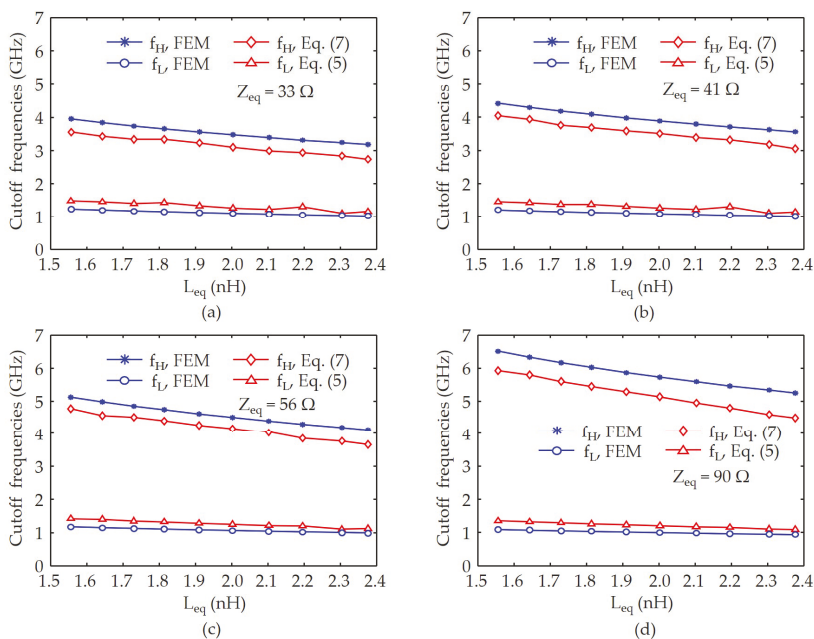 7
6
5
4
3
2
1
0
Cutoff frequencies (GHz)
f_H, FEM f_H, Eq. (7)
f_L, FEM f_L, Eq. (5)
Z_eq = 33 Ω
1.5 1.6 1.7 1.8 1.9 2.0 2.1 2.2 2.3 2.4
L_eq (nH)
(a)
7
6
5
4
3
2
1
0
Cutoff frequencies (GHz)
f_H, FEM f_H, Eq. (7)
f_L, FEM f_L, Eq. (5)
Z_eq = 41 Ω
1.5 1.6 1.7 1.8 1.9 2.0 2.1 2.2 2.3 2.4
L_eq (nH)
(b)
7
6
5
4
3
2
1
0
Cutoff frequencies (GHz)
f_H, FEM f_H, Eq. (7)
f_L, FEM f_L, Eq. (5)
Z_eq = 56 Ω
1.5 1.6 1.7 1.8 1.9 2.0 2.1 2.2 2.3 2.4
L_eq (nH)
(c)
7
6
5
4
3
2
1
0
Cutoff frequencies (GHz)
f_H, FEM f_H, Eq. (7)
f_L, FEM f_L, Eq. (5)
Z_eq = 90 Ω
1.5 1.6 1.7 1.8 1.9 2.0 2.1 2.2 2.3 2.4
L_eq (nH)
(d)